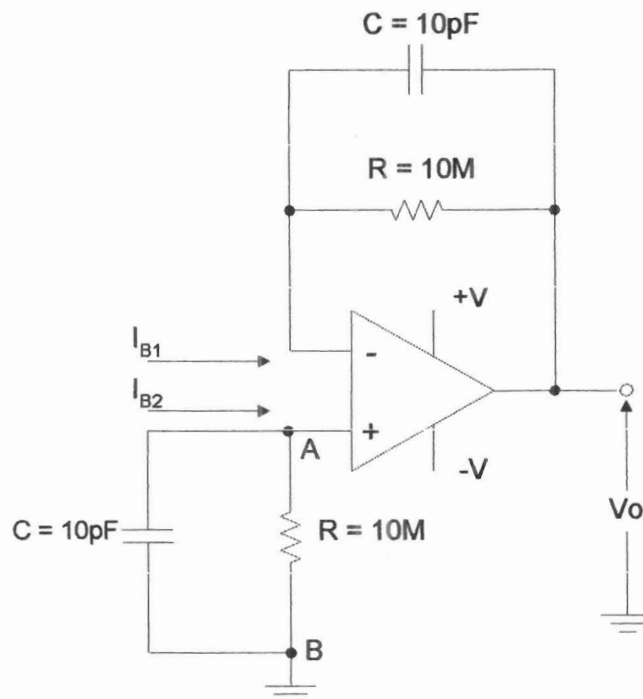 C = 10pF
R = 10M
+V
I_B1
-
I_B2
+
A
-V
C = 10pF
R = 10M
Vo
B